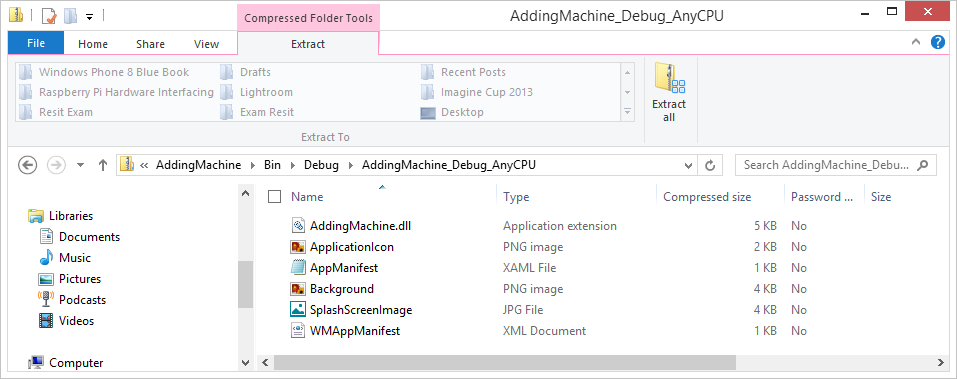 Compressed Folder Tools
AddingMachine_Debug_AnyCPU
File Home Share View Extract
Windows Phone 8 Blue Book Drafts Recent Posts
Raspberry Pi Hardware Interfacing Lightroom Imagine Cup 2013
Resit Exam Exam Resit Desktop
Extract
all
Extract To
« AddingMachine Bin Debug AddingMachine_Debug_AnyCPU
Search AddingMachine_Debu...
Name Type Compressed size Password ... Size
Libraries
Documents
Music
Pictures
Podcasts
Videos
Computer
AddingMachine.dll Application extension 5 KB No
ApplicationIcon PNG image 2 KB No
AppManifest XAML File 1 KB No
Background PNG image 4 KB No
SplashScreenImage JPG File 4 KB No
WMAppManifest XML Document 1 KB No